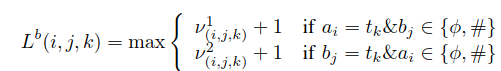 L^b(i, j, k) = max { ν^1_{(i,j,k)} + 1 if a_i = t_k & b_j ∈ {ϕ, #}
ν^2_{(i,j,k)} + 1 if b_j = t_k & a_i ∈ {ϕ, #}